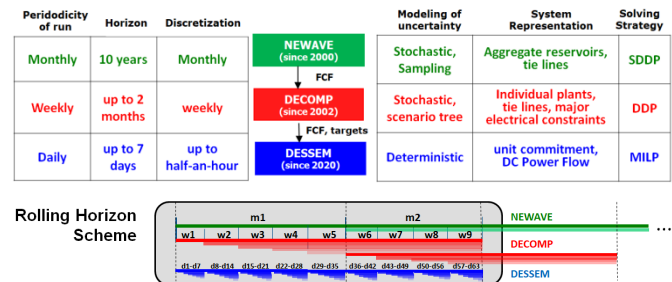 Peridodicity of run
Horizon
Discretization
Modeling of uncertainty
System Representation
Solving Strategy
Monthly
10 years
Monthly
NEWAVE
(since 2000)
Stochastic, Sampling
Aggregate reservoirs, tie lines
SDDP
FCF
Weekly
up to 2 months
weekly
DECOMP
(since 2002)
Stochastic, scenario tree
Individual plants, tie lines, major electrical constraints
DDP
FCF, targets
Daily
up to 7 days
up to half-an-hour
DESSEM
(since 2020)
Deterministic
unit commitment, DC Power Flow
MILP
Rolling Horizon Scheme
m1 m2
NEWAVE
...
w1 w2 w3 w4 w5 w6 w7 w8 w9
DECOMP
d1-d7 d8-d14 d15-d21 d22-d28 d29-d35 d36-d42 d43-d49 d50-d56 d57-d63
DESSEM